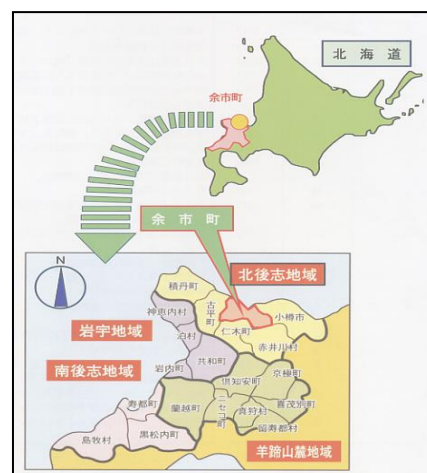 北海道
余市町
余市町
N
北後志地域
積丹町
古平町
小樽市
神恵内村
岩宇地域
泊村
仁木町
赤井川村
共和町
南後志地域
岩内町
倶知安町
京極町
ニセコ町
喜茂別町
寿都町
蘭越町
真狩村
留寿都村
島牧村
黒松内町
羊蹄山麓地域